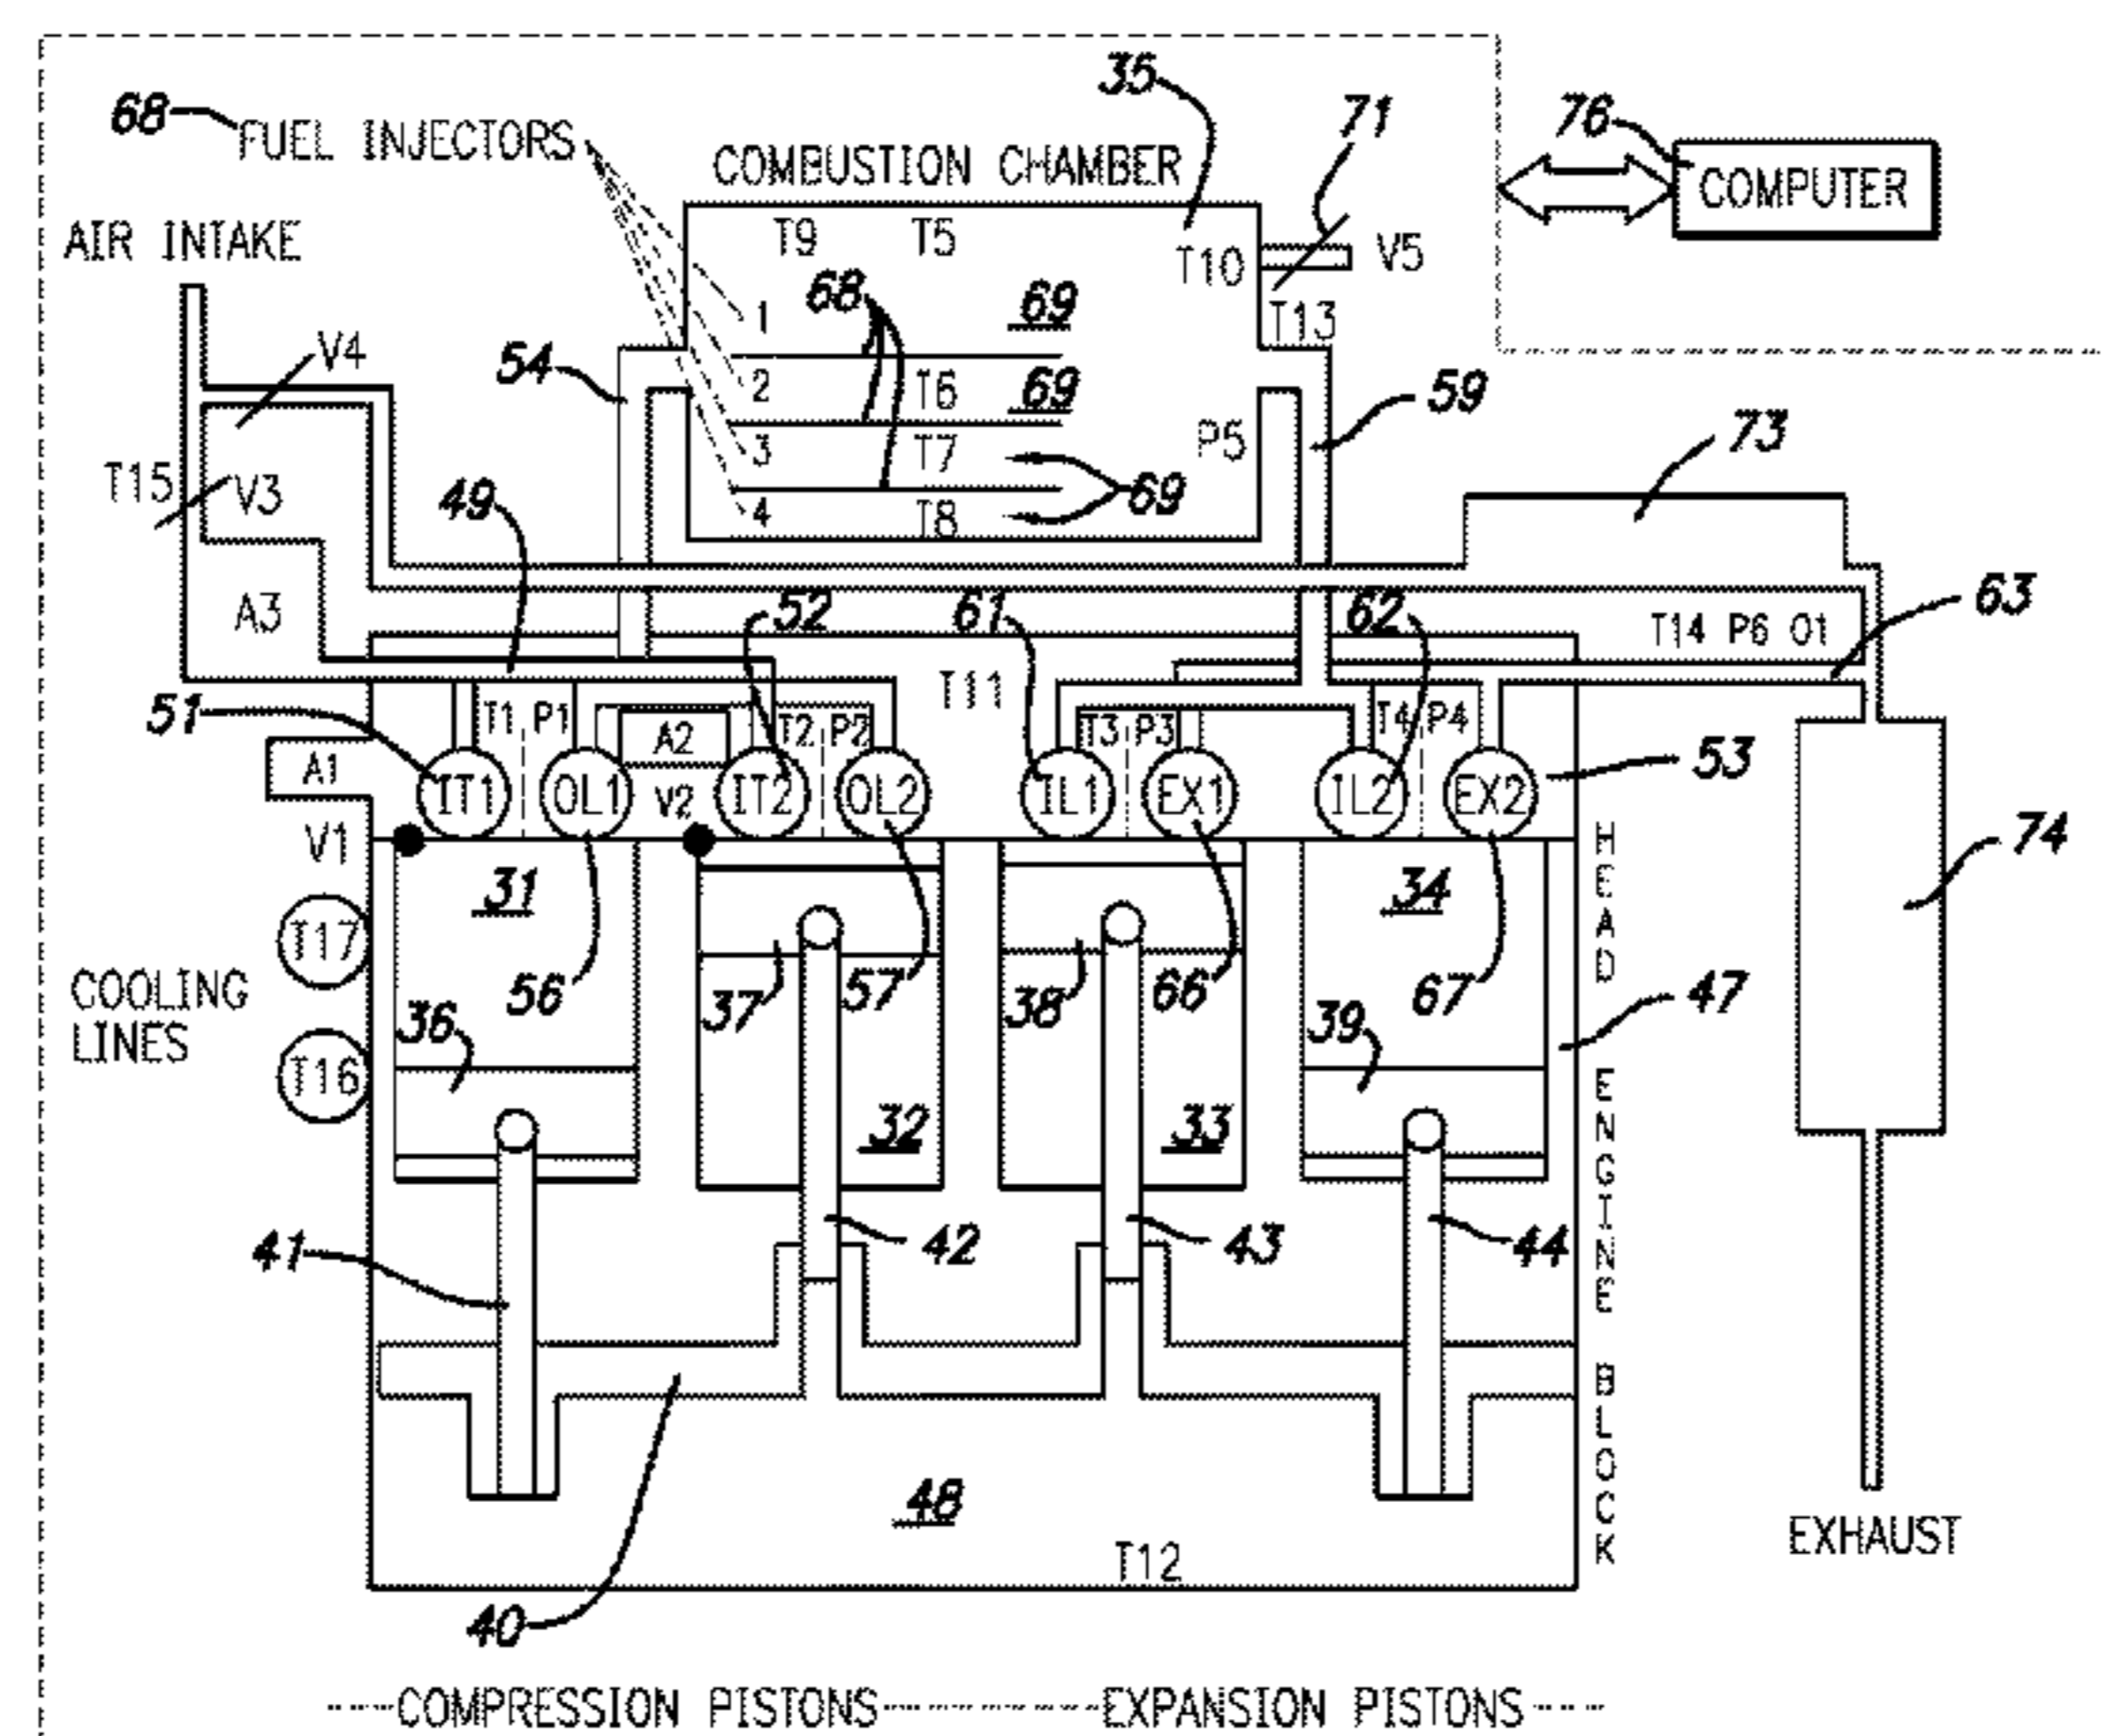 35
71
76
68 FUEL INJECTORS
COMBUSTION CHAMBER
COMPUTER
AIR INTAKE
T9 T5
T10
V5
68
69
T13
1
V4
54
2 T6 69
59
T15
V3
49
3 T7
P5
73
4 T8
69
A3
52
61
62
T14 P6 O1
63
51
T1 P1
T2 P2
T11
T3 P3
T4 P4
A1
A2
IT1
OL1
V2
IT2
OL2
IL1
EX1
IL2
EX2
53
V1
31
34
74
T17
COOLING
LINES
56
37
57
38
66
67
47
36
39
T16
32
33
HEAD ENGINE BLOCK
41
42
43
44
48
EXHAUST
T12
40
COMPRESSION PISTONS
EXPANSION PISTONS